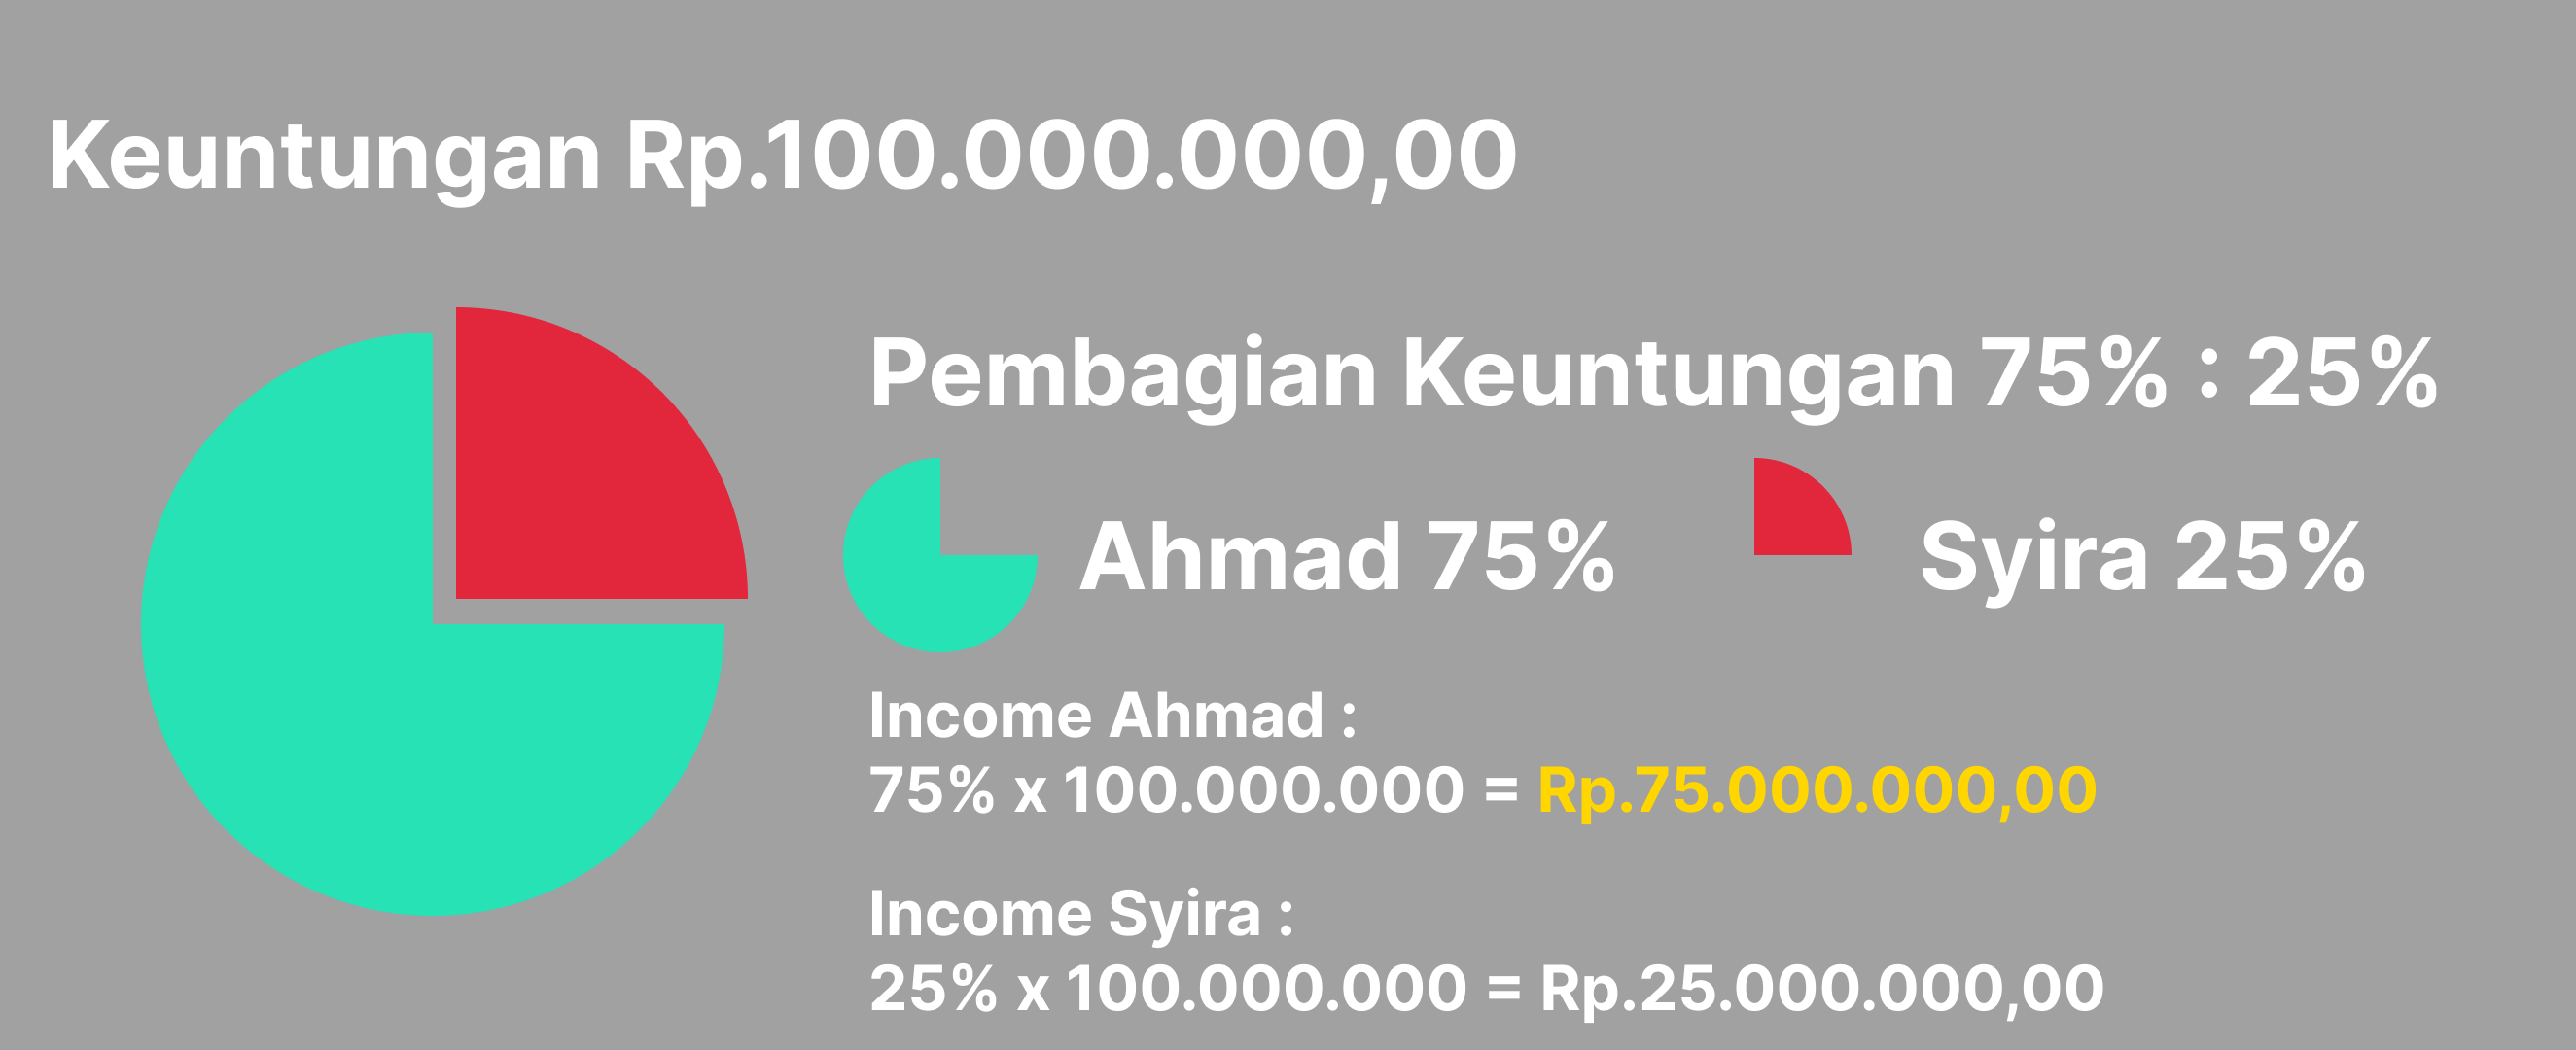 Keuntungan Rp.100.000.000,00
Pembagian Keuntungan 75% : 25%
Ahmad 75%
Syira 25%
Income Ahmad :
75% x 100.000.000 = Rp.75.000.000,00
Income Syira :
25% x 100.000.000 = Rp.25.000.000,00